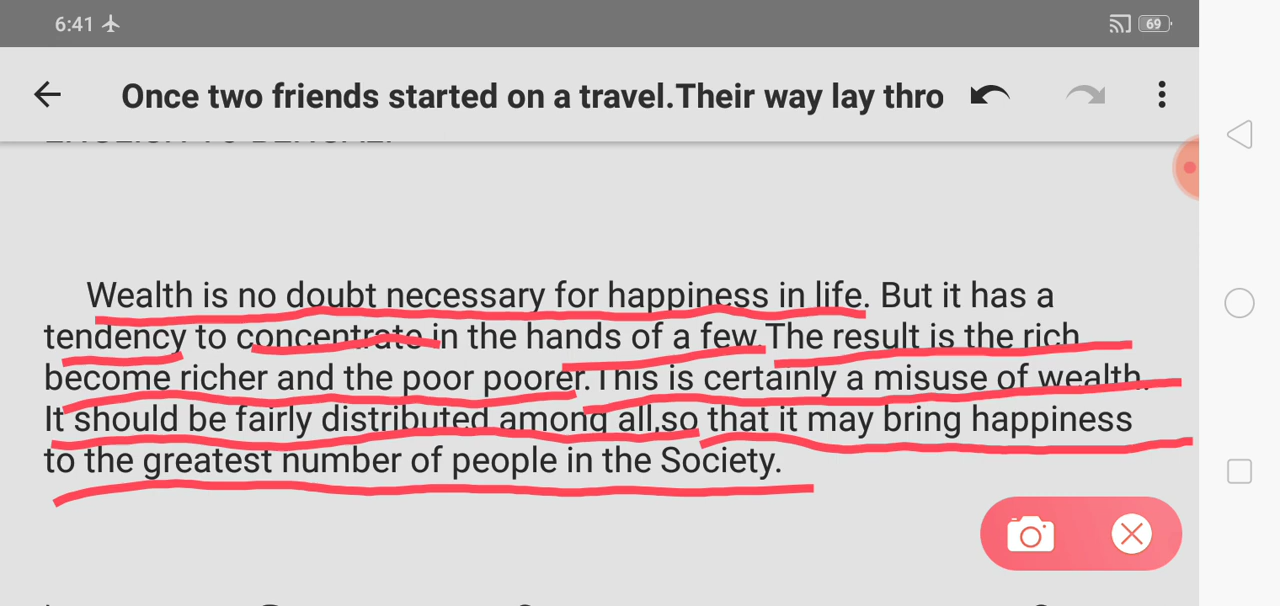 6:41
69
Once two friends started on a travel.Their way lay thro
Wealth is no doubt necessary for happiness in life. But it has a
tendency to concentrate in the hands of a few.The result is the rich
become richer and the poor poorer.This is certainly a misuse of wealth.
It should be fairly distributed among all,so that it may bring happiness
to the greatest number of people in the Society.